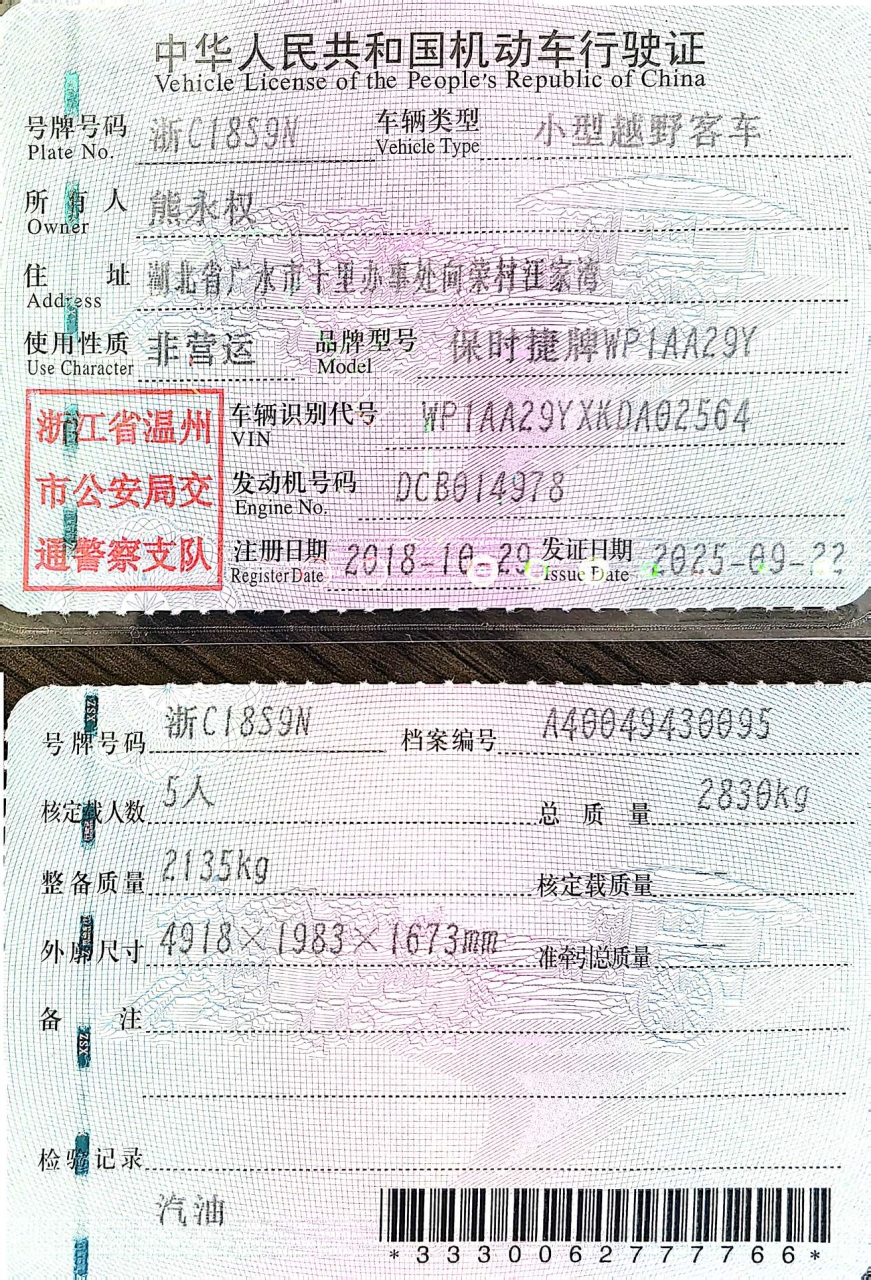 中华人民共和国机动车行驶证
Vehicle License of the People's Republic of China
号牌号码 浙C18S9N 车辆类型 小型越野客车
Plate No. Vehicle Type
所有人 熊永权
Owner
住址 湖北省广水市十里办事处向荣村汪家湾
Address
使用性质 非营运 品牌型号 保时捷牌WP1AA29Y
Use Character Model
浙江省温州 车辆识别代号 WP1AA29YXKDA02564
VIN
市公安局交 发动机号码 DCB014978
Engine No.
通警察支队 注册日期 2018-10-29 发证日期 2025-09-22
Register Date Issue Date
号牌号码 浙C18S9N 档案编号 A40049430095
核定载人数 5人 总质量 2830kg
整备质量 2135kg 核定载质量 --
外廓尺寸 4918×1983×1673mm 准牵引总质量 --
备注
检验记录
汽油
*3330062777766*
ZSX
ZSX